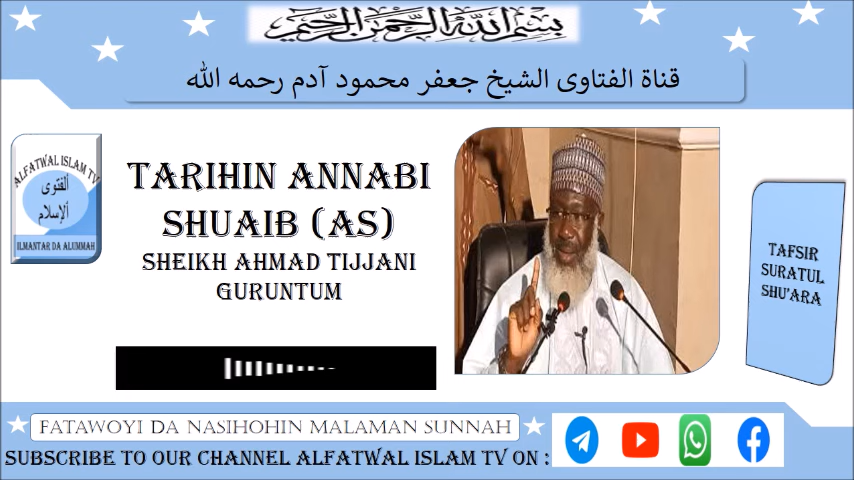 بسم الله الرحمن الرحيم
قناة الفتاوى الشيخ جعفر محمود آدم رحمه الله
ALFATWAL ISLAM TV
الفتوى
الإسلام
ILMANTAR DA ALUMMAH
TARIHIN ANNABI
SHUAIB (AS)
SHEIKH AHMAD TIJJANI
GURUNTUM
TAFSIR
SURATUL
SHU'ARA
FATAWOYI DA NASIHOHIN MALAMAN SUNNAH
SUBSCRIBE TO OUR CHANNEL ALFATWAL ISLAM TV ON :